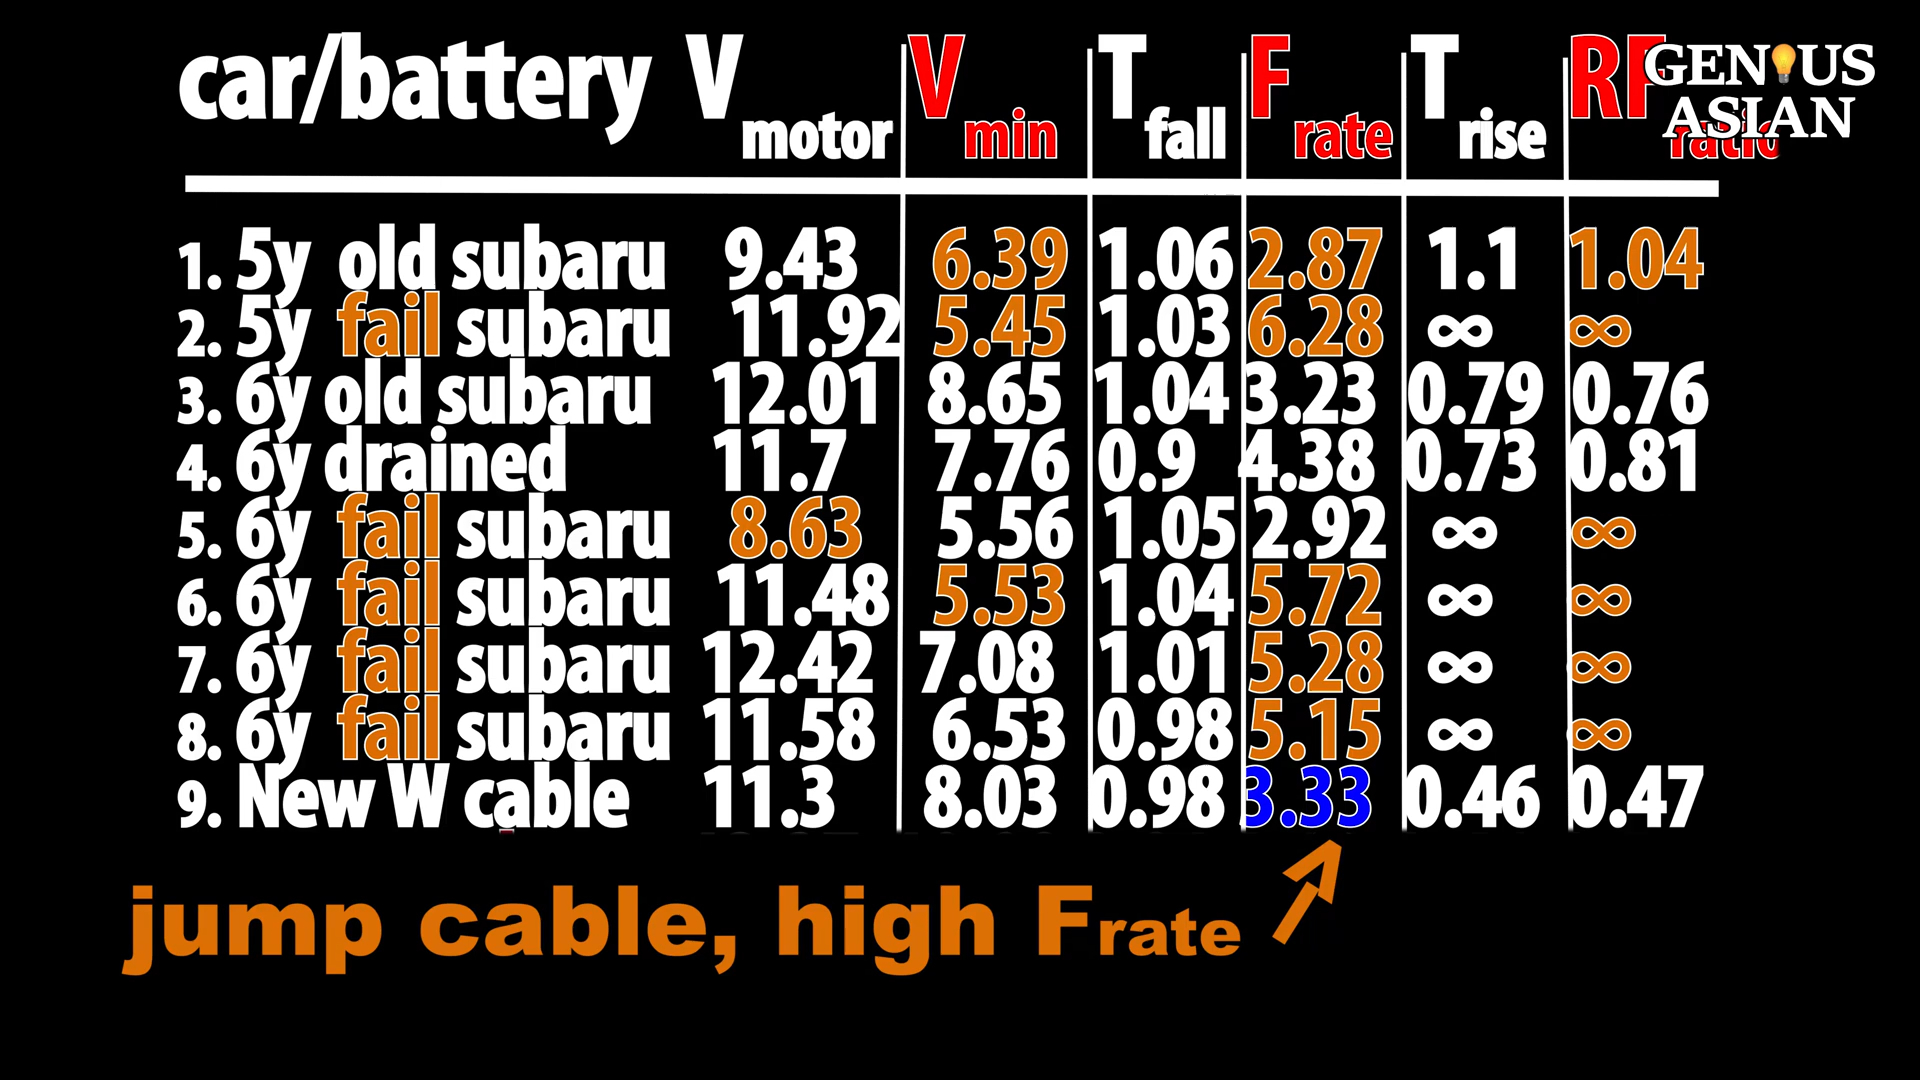 car/battery Vmotor Vmin Tfall Frate Trise RFratio
GENIUS
ASIAN
1. 5y old subaru 9.43 6.39 1.06 2.87 1.1 1.04
2. 5y fail subaru 11.92 5.45 1.03 6.28 ∞ ∞
3. 6y old subaru 12.01 8.65 1.04 3.23 0.79 0.76
4. 6y drained 11.7 7.76 0.9 4.38 0.73 0.81
5. 6y fail subaru 8.63 5.56 1.05 2.92 ∞ ∞
6. 6y fail subaru 11.48 5.53 1.04 5.72 ∞ ∞
7. 6y fail subaru 12.42 7.08 1.01 5.28 ∞ ∞
8. 6y fail subaru 11.58 6.53 0.98 5.15 ∞ ∞
9. New W cable 11.3 8.03 0.98 3.33 0.46 0.47
jump cable, high Frate